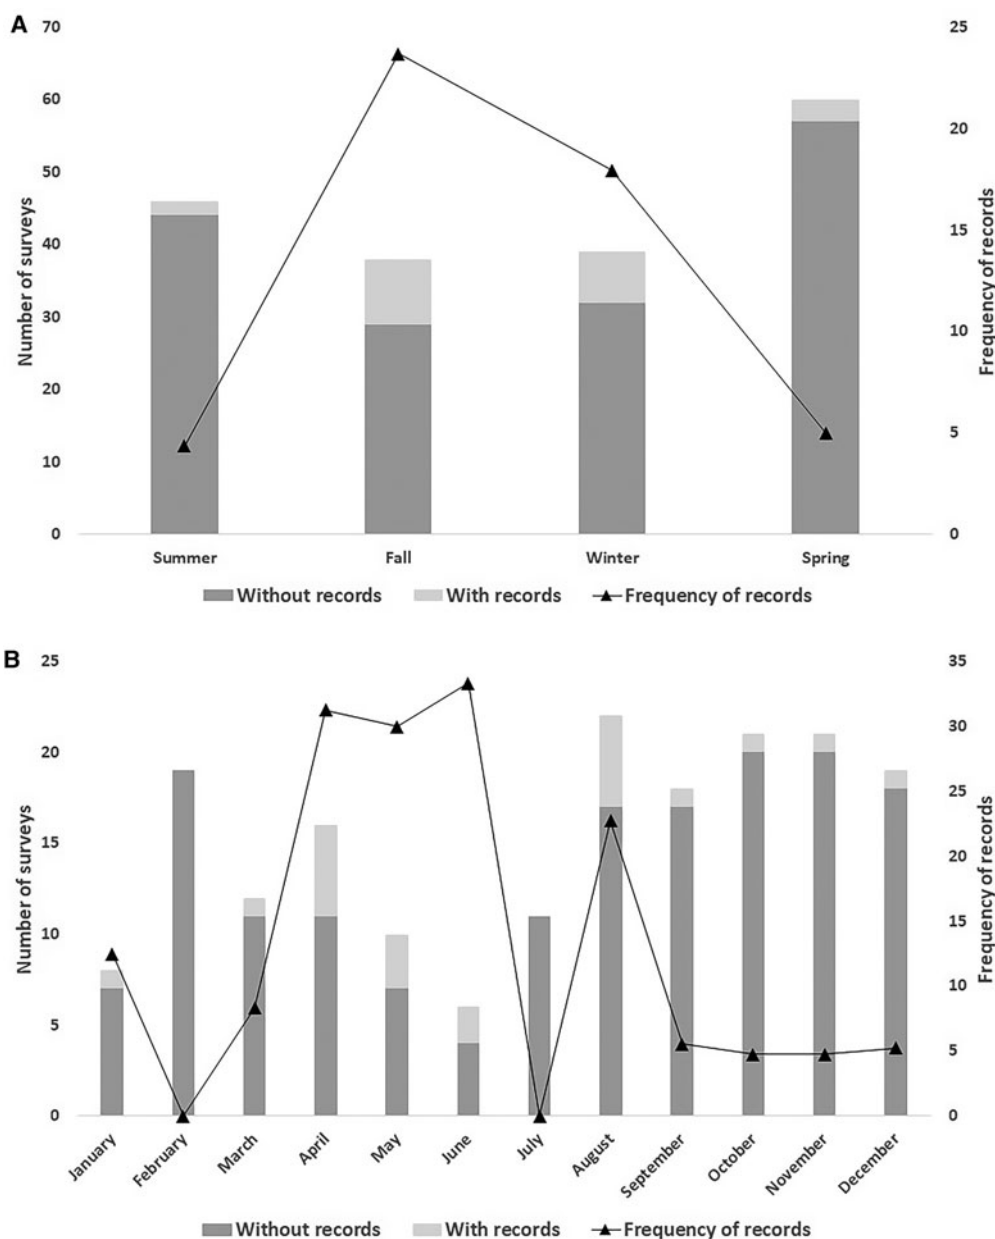 A
70
60
50
40
30
20
10
0
Number of surveys
25
20
15
10
5
0
Frequency of records
Summer Fall Winter Spring
Without records With records Frequency of records
B
25
20
15
10
5
0
Number of surveys
35
30
25
20
15
10
5
0
Frequency of records
January February March April May June July August September October November December
Without records With records Frequency of records